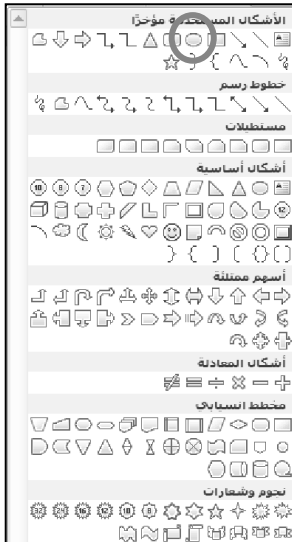 الأشكال المستخدمة مؤخرًا
خطوط رسم
مستطيلات
أشكال أساسية
أسهم ممتلئة
أشكال المعادلة
مخطط انسيابي
نجوم وشعارات